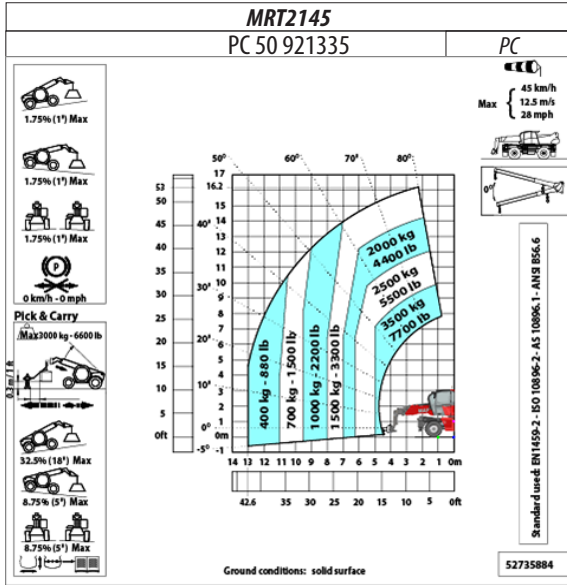 MRT2145
PC 50 921335
PC
1.75% (1°) Max
1.75% (1°) Max
1.75% (1°) Max
P
0 km/h - 0 mph
Pick & Carry
Max 3000 kg - 6600 lb
0.3 m / 1 ft
32.5% (18°) Max
8.75% (5°) Max
8.75% (5°) Max
Max
45 km/h
12.5 m/s
28 mph
0°
50°
60°
70°
80°
40°
30°
20°
10°
0°
-5°
53
50
45
40
35
30
25
20
15
10
5
0ft
17
16.2
15
14
13
12
11
10
9
8
7
6
5
4
3
2
1
0m
-1
400 kg - 880 lb
700 kg - 1500 lb
1000 kg - 2200 lb
1500 kg - 3300 lb
2000 kg
4400 lb
2500 kg
5500 lb
3500 kg
7700 lb
14 13 12 11 10 9 8 7 6 5 4 3 2 1 0m
42.6 35 30 25 20 15 10 5 0ft
Standard used: EN1459-2 - ISO 10896-2 - AS 10896.1 - ANSI B56.6
Ground conditions: solid surface
52735884